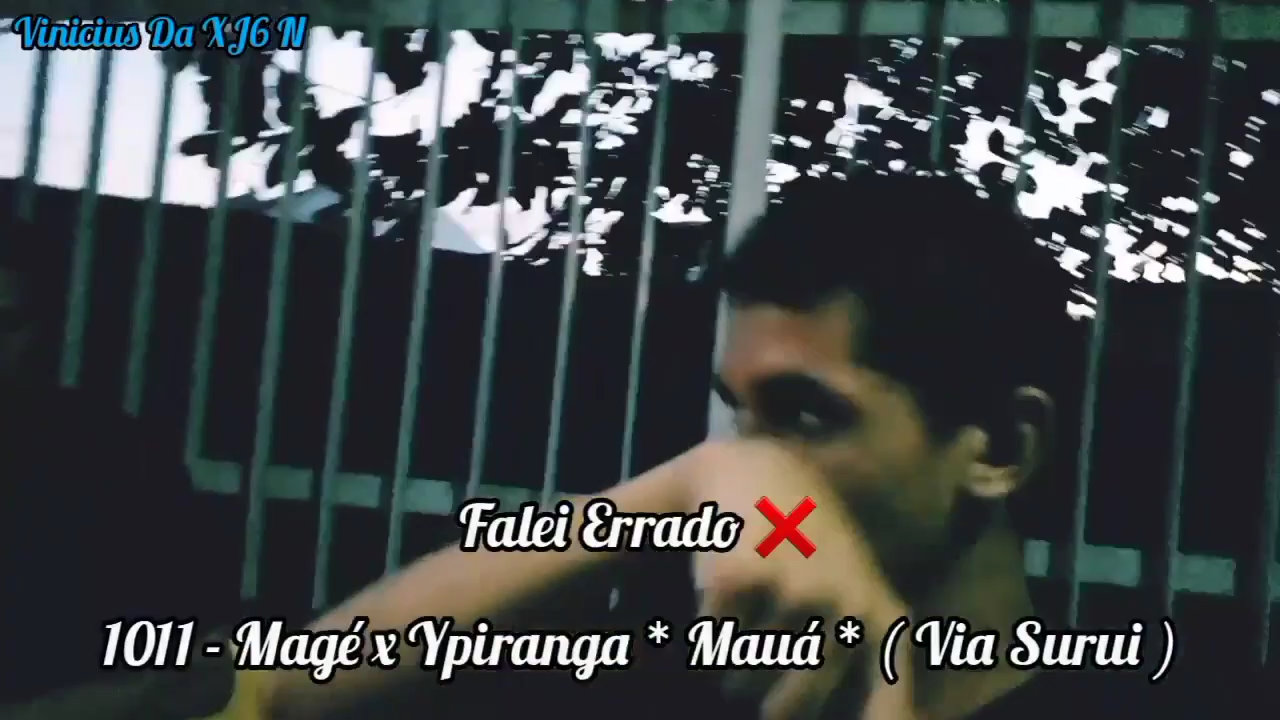 Vinicius Da XJ6 N
Falei Errado ❌
1011 - Magé x Ypiranga * Mauá * ( Via Surui )